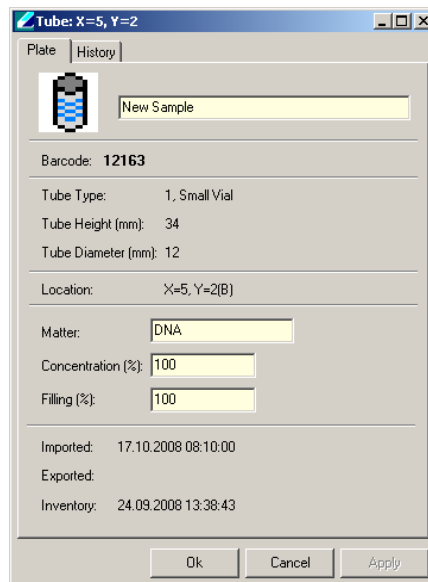 Tube: X=5, Y=2
Plate History
New Sample
Barcode: 12163
Tube Type: 1, Small Vial
Tube Height (mm): 34
Tube Diameter (mm): 12
Location: X=5, Y=2(B)
Matter: DNA
Concentration (%): 100
Filling (%): 100
Imported: 17.10.2008 08:10:00
Exported:
Inventory: 24.09.2008 13:38:43
Ok Cancel Apply